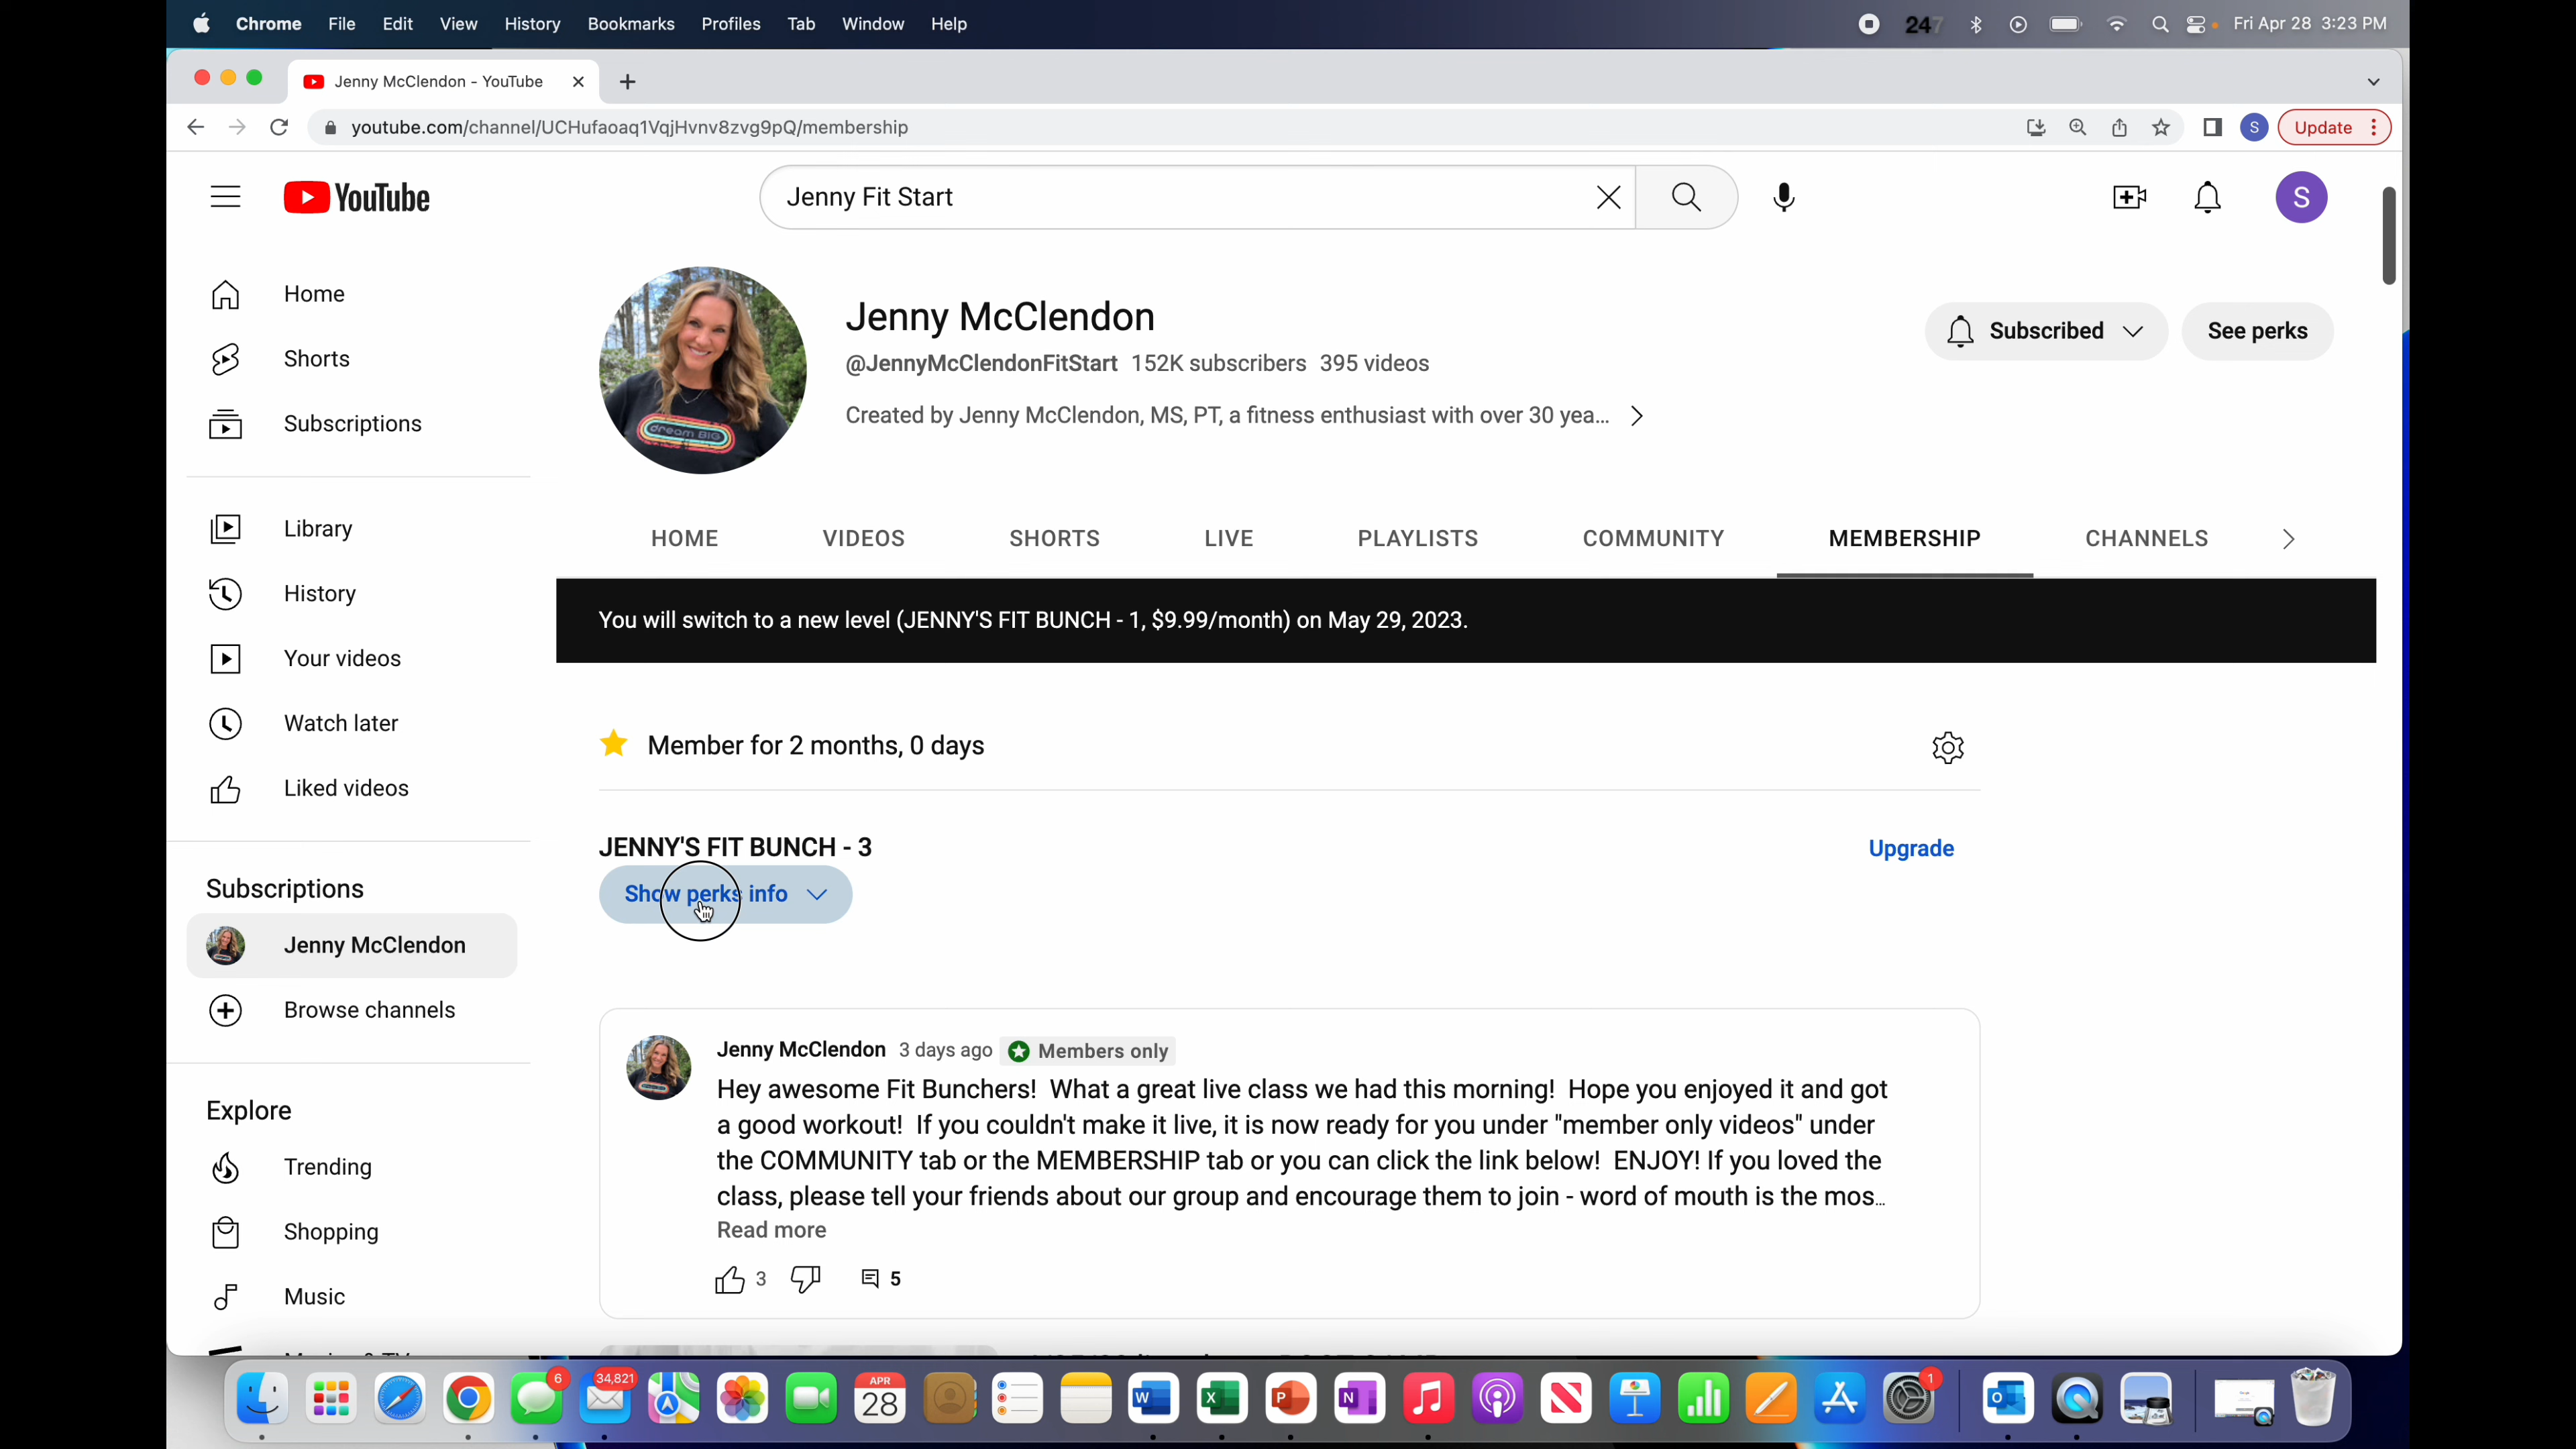 Chrome File Edit View History Bookmarks Profiles Tab Window Help
247 Fri Apr 28 3:23 PM
Jenny McClendon - YouTube
youtube.com/channel/UCHufaoaq1VqjHvnv8zvg9pQ/membership
S
Update
YouTube
Jenny Fit Start
S
Home
Shorts
Subscriptions
Library
History
Your videos
Watch later
Liked videos
Subscriptions
Jenny McClendon
Browse channels
Explore
Trending
Shopping
Music
dream BIG
Jenny McClendon
@JennyMcClendonFitStart 152K subscribers 395 videos
Created by Jenny McClendon, MS, PT, a fitness enthusiast with over 30 yea...
Subscribed
See perks
HOME VIDEOS SHORTS LIVE PLAYLISTS COMMUNITY MEMBERSHIP CHANNELS
You will switch to a new level (JENNY'S FIT BUNCH - 1, $9.99/month) on May 29, 2023.
Member for 2 months, 0 days
JENNY'S FIT BUNCH - 3
Upgrade
Show perks info
Jenny McClendon 3 days ago Members only
Hey awesome Fit Bunchers! What a great live class we had this morning! Hope you enjoyed it and got
a good workout! If you couldn't make it live, it is now ready for you under "member only videos" under
the COMMUNITY tab or the MEMBERSHIP tab or you can click the link below! ENJOY! If you loved the
class, please tell your friends about our group and encourage them to join - word of mouth is the mos...
Read more
3
5
6
34,821
APR
28
W
X
P
N
1
O